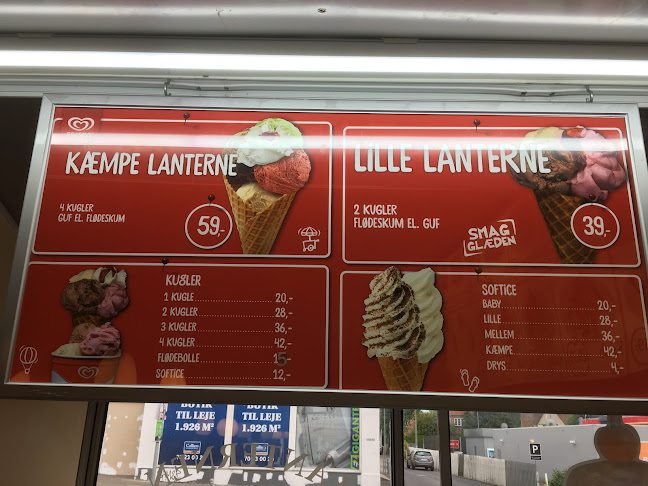 KÆMPE LANTERNE
4 KUGLER
GUF EL. FLØDESKUM
59,-
LILLE LANTERNE
2 KUGLER
FLØDESKUM EL. GUF
SMAG
GLÆDEN
39,-
KUGLER
1 KUGLE 20,-
2 KUGLER 28,-
3 KUGLER 36,-
4 KUGLER 42,-
FLØDEBOLLE 15
SOFTICE 12,-
SOFTICE
BABY 20,-
LILLE 28,-
MELLEM 36,-
KÆMPE 42,-
DRYS 4,-
BUTIK
TIL LEJE
1.926 M²
Colliers
BUTIK
TIL LEJE
1.926 M²
Colliers
GIGANTEN
P